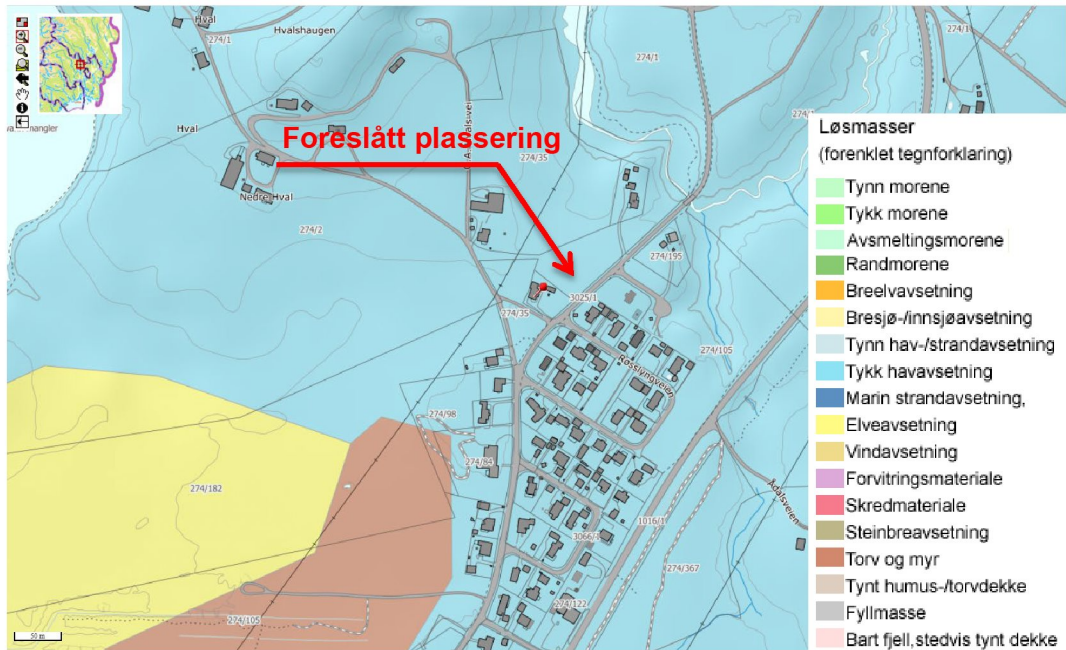 Hval
274/1
Hvalshaugen
274/1
274/1
Hval
Foreslått plassering
274/35
Nedre Hval
274/2
274/195
3025/1
274/35
Røsslyngveien
274/105
274/98
274/84
274/182
Ådalsveien
1016/1
3066/1
274/367
274/105
274/122
50 m
Løsmasser
(forenklet tegnforklaring)
Tynn morene
Tykk morene
Avsmeltingsmorene
Randmorene
Breelvavsetning
Bresjø-/innsjøavsetning
Tynn hav-/strandavsetning
Tykk havavsetning
Marin strandavsetning,
Elveavsetning
Vindavsetning
Forvitringsmateriale
Skredmateriale
Steinbreavsetning
Torv og myr
Tynt humus-/torvdekke
Fyllmasse
Bart fjell,stedvis tynt dekke